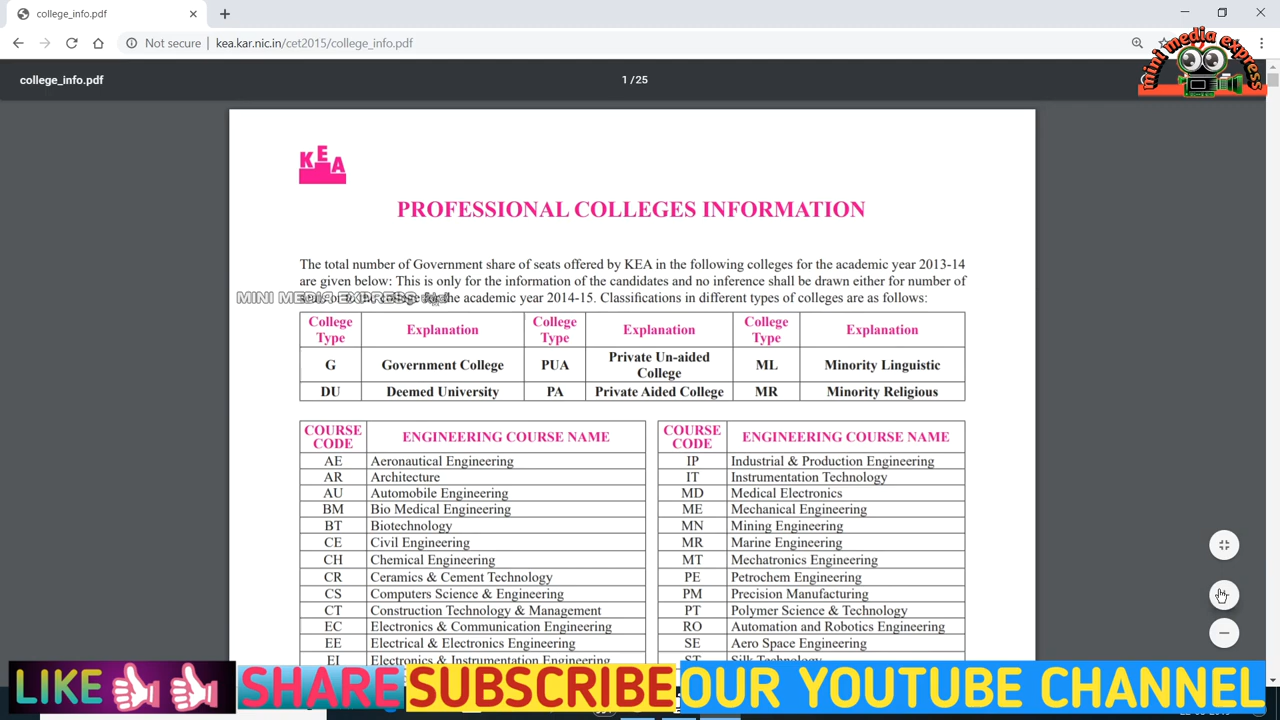 college_info.pdf
Not secure | kea.kar.nic.in/cet2015/college_info.pdf
mini media express
college_info.pdf
1 / 25
KEA
PROFESSIONAL COLLEGES INFORMATION
The total number of Government share of seats offered by KEA in the following colleges for the academic year 2013-14
are given below: This is only for the information of the candidates and no inference shall be drawn either for number of
MINI MEDIA EXPRESS
the academic year 2014-15. Classifications in different types of colleges are as follows:
College Type Explanation College Type Explanation College Type Explanation
G Government College PUA Private Un-aided College ML Minority Linguistic
DU Deemed University PA Private Aided College MR Minority Religious
COURSE CODE ENGINEERING COURSE NAME COURSE CODE ENGINEERING COURSE NAME
AE Aeronautical Engineering IP Industrial & Production Engineering
AR Architecture IT Instrumentation Technology
AU Automobile Engineering MD Medical Electronics
BM Bio Medical Engineering ME Mechanical Engineering
BT Biotechnology MN Mining Engineering
CE Civil Engineering MR Marine Engineering
CH Chemical Engineering MT Mechatronics Engineering
CR Ceramics & Cement Technology PE Petrochem Engineering
CS Computers Science & Engineering PM Precision Manufacturing
CT Construction Technology & Management PT Polymer Science & Technology
EC Electronics & Communication Engineering RO Automation and Robotics Engineering
EE Electrical & Electronics Engineering SE Aero Space Engineering
EI Electronics & Instrumentation Engineering ST Silk Technology
LIKE SHARE SUBSCRIBE OUR YOUTUBE CHANNEL